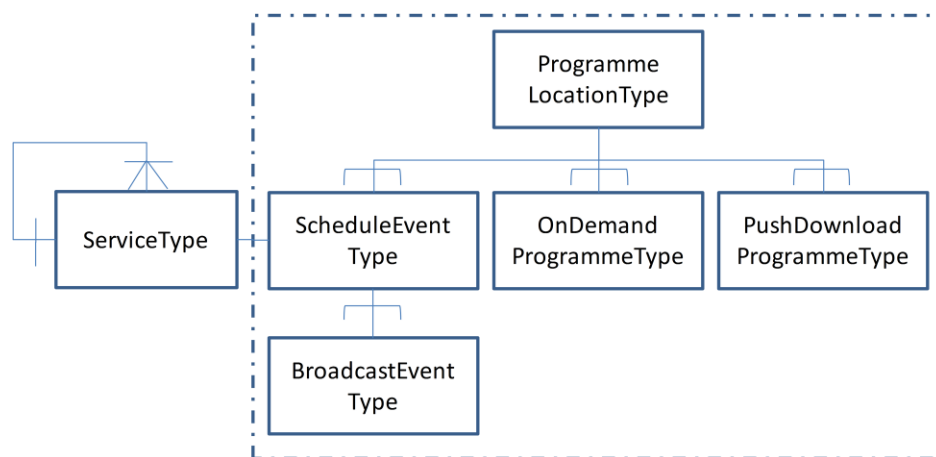 Programme
LocationType
ServiceType
ScheduleEvent
Type
OnDemand
ProgrammeType
PushDownload
ProgrammeType
BroadcastEvent
Type